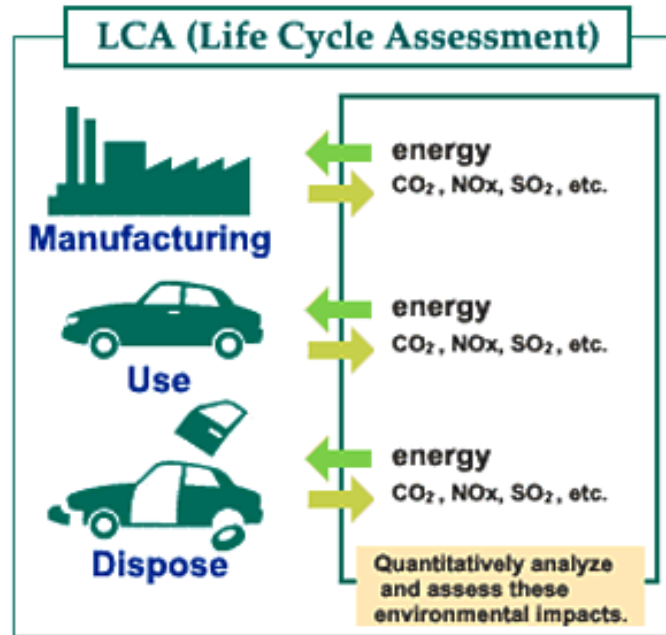 LCA (Life Cycle Assessment)
energy
CO₂, NOx, SO₂, etc.
Manufacturing
energy
CO₂, NOx, SO₂, etc.
Use
energy
CO₂, NOx, SO₂, etc.
Dispose
Quantitatively analyze
and assess these
environmental impacts.